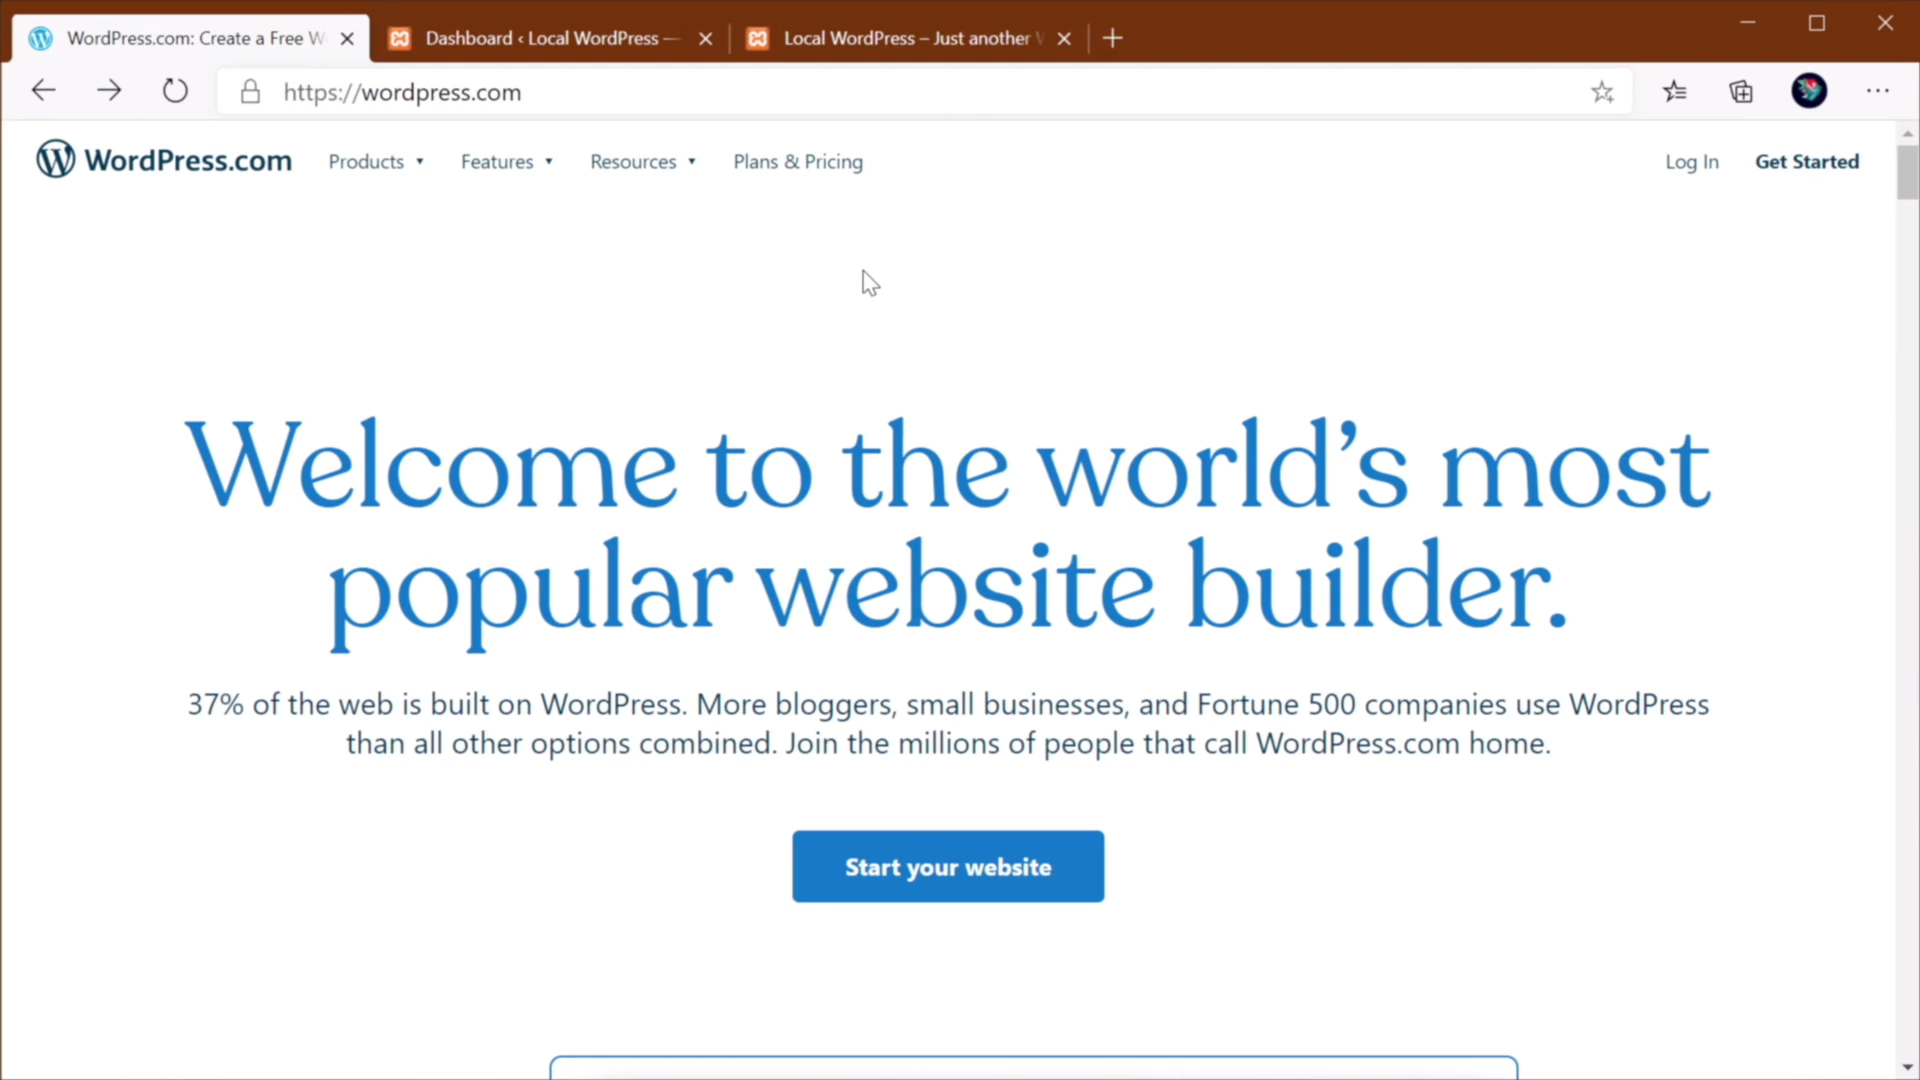 WordPress.com: Create a Free W
Dashboard ‹ Local WordPress —
Local WordPress – Just another
https://wordpress.com
WordPress.com
Products
Features
Resources
Plans & Pricing
Log In
Get Started
Welcome to the world’s most
popular website builder.
37% of the web is built on WordPress. More bloggers, small businesses, and Fortune 500 companies use WordPress
than all other options combined. Join the millions of people that call WordPress.com home.
Start your website